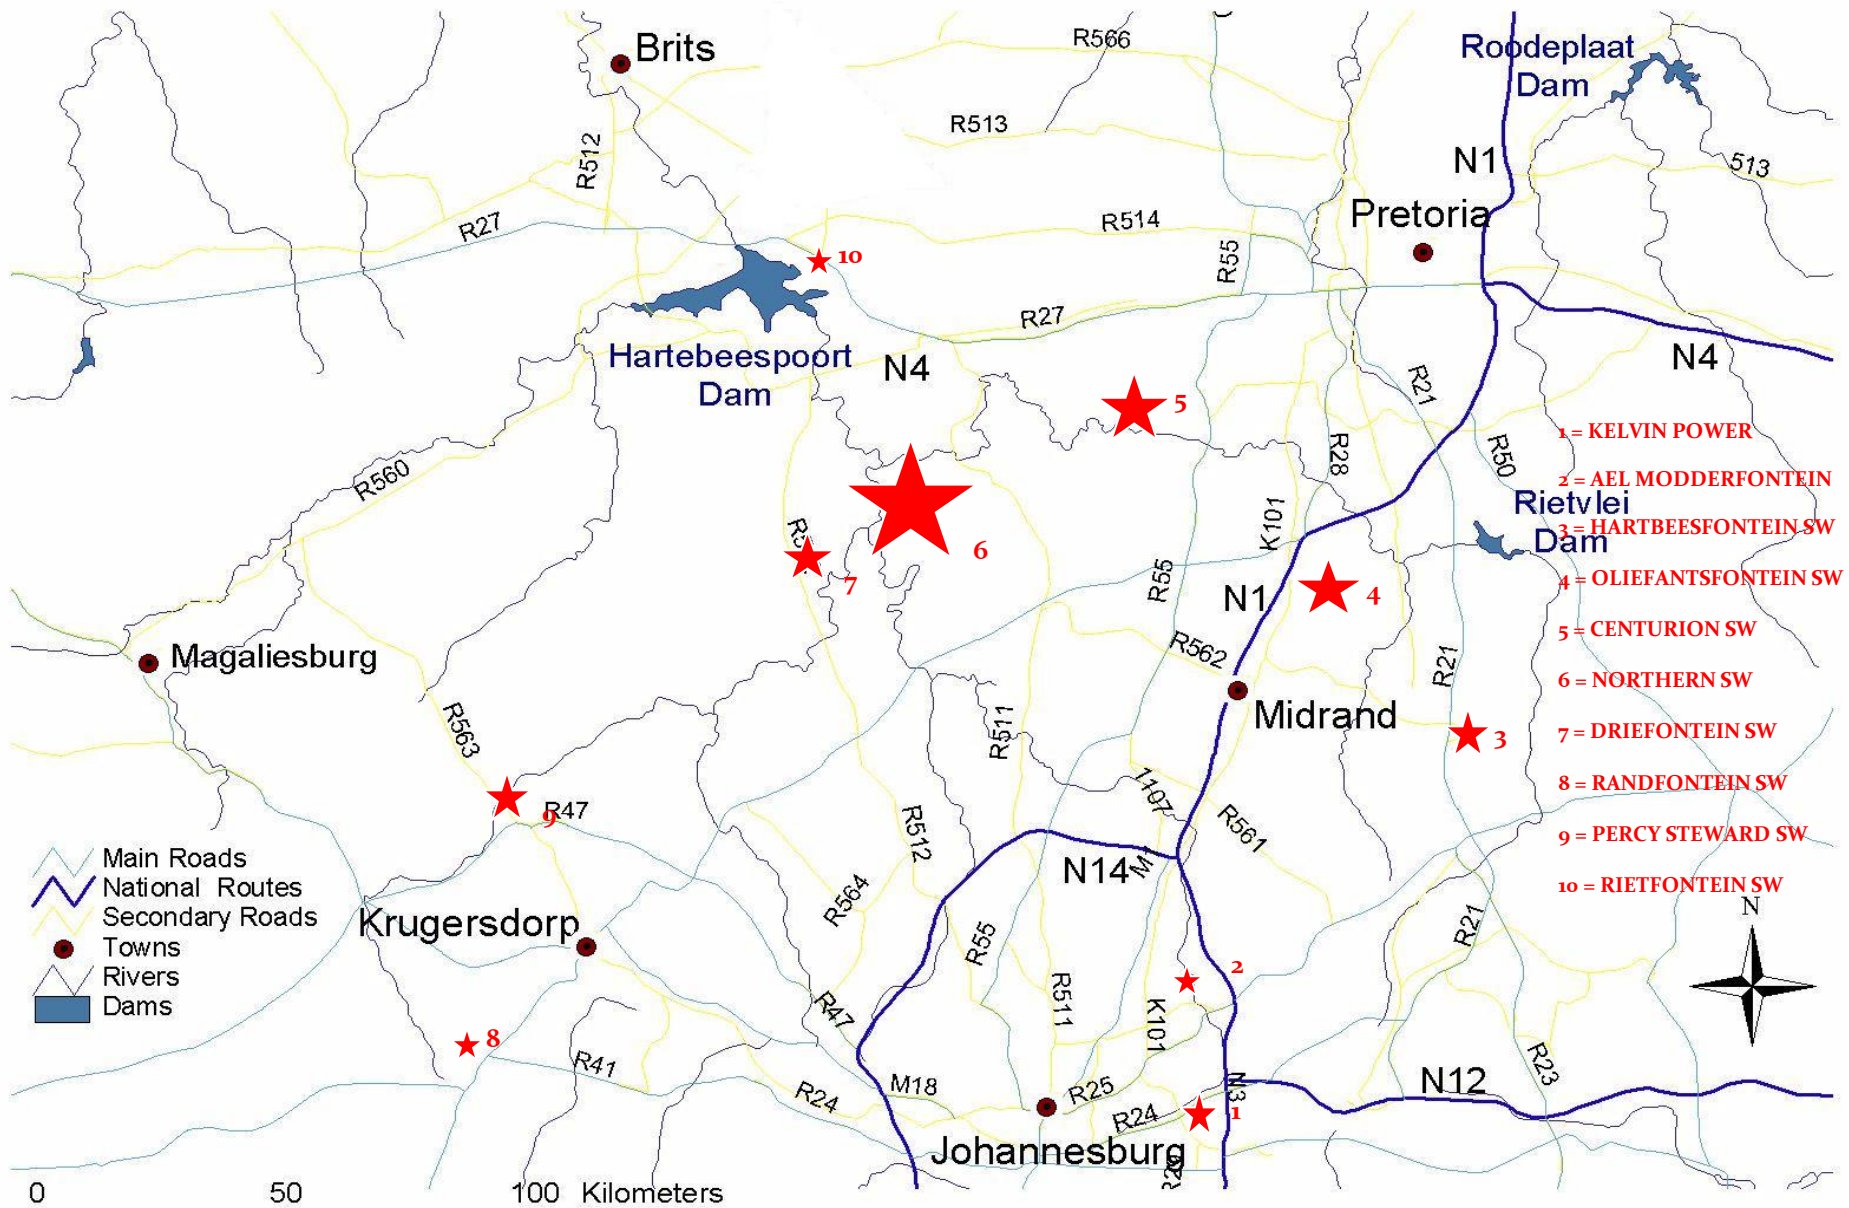 Brits
R566
Roodeplaat
Dam
R513
R512
N1
513
Pretoria
R27
R514
R55
10
R27
Hartebeespoort
Dam
N4
N4
R21
5
1 = KELVIN POWER
R28
R50
R560
2 = AEL MODDERFONTEIN
Rietvlei
Dam
K101
3 = HARTBEESFONTEIN SW
6
7
R55
N1
4
4 = OLIEFANTSFONTEIN SW
5 = CENTURION SW
Magaliesburg
R562
R21
6 = NORTHERN SW
Midrand
R563
R511
3
7 = DRIEFONTEIN SW
1107
8 = RANDFONTEIN SW
9
R47
R512
R561
9 = PERCY STEWARD SW
Main Roads
N14
M1
National Routes
10 = RIETFONTEIN SW
R564
Secondary Roads
Krugersdorp
N
R21
Towns
R55
Rivers
2
Dams
R47
R511
K101
8
R41
R23
M18
R25
N3
N12
R24
R24
1
Johannesburg
0 50 100 Kilometers